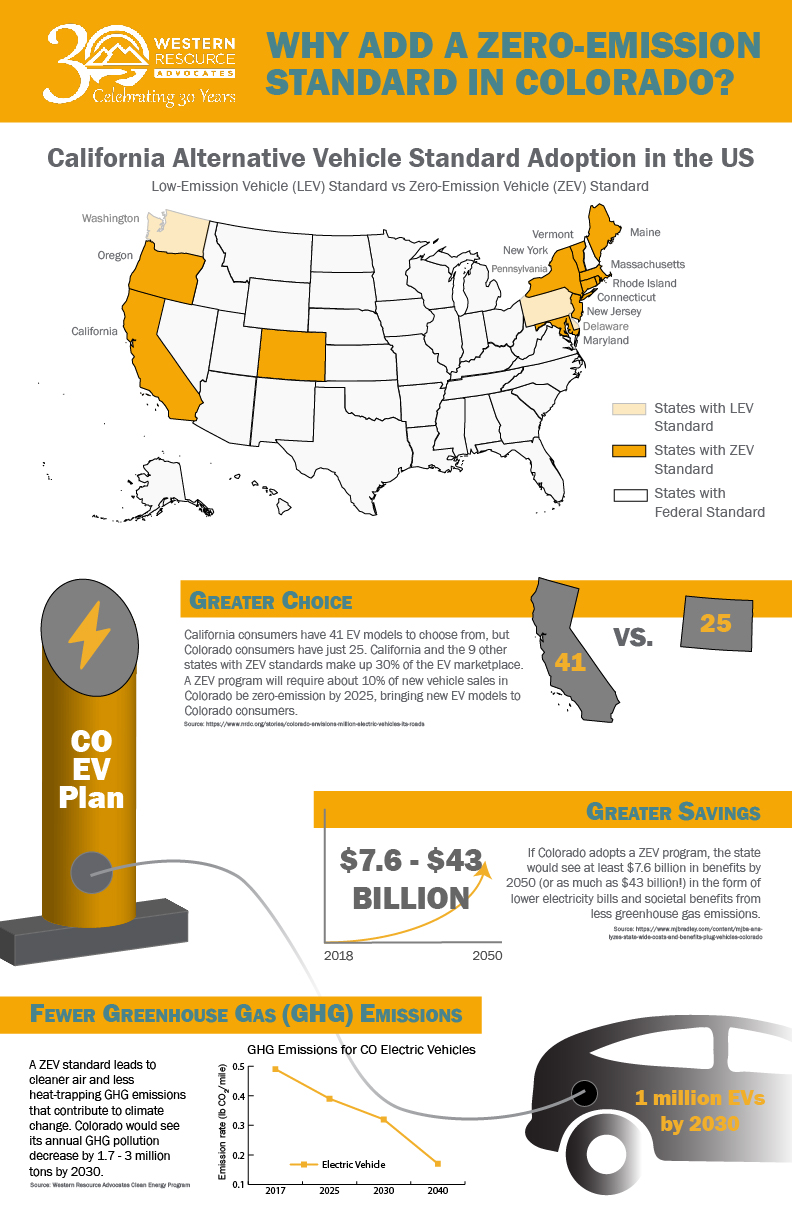 30
WESTERN
RESOURCE
ADVOCATES
Celebrating 30 Years
WHY ADD A ZERO-EMISSION
STANDARD IN COLORADO?
California Alternative Vehicle Standard Adoption in the US
Low-Emission Vehicle (LEV) Standard vs Zero-Emission Vehicle (ZEV) Standard
Washington
Oregon
California
Vermont
New York
Pennsylvania
Maine
Massachusetts
Rhode Island
Connecticut
New Jersey
Delaware
Maryland
States with LEV
Standard
States with ZEV
Standard
States with
Federal Standard
GREATER CHOICE
California consumers have 41 EV models to choose from, but
Colorado consumers have just 25. California and the 9 other
states with ZEV standards make up 30% of the EV marketplace.
A ZEV program will require about 10% of new vehicle sales in
Colorado be zero-emission by 2025, bringing new EV models to
Colorado consumers.
Source: https://www.nrdc.org/stories/colorado-envisions-million-electric-vehicles-its-roads
41
VS.
25
CO
EV
Plan
GREATER SAVINGS
$7.6 - $43
BILLION
2018
2050
If Colorado adopts a ZEV program, the state
would see at least $7.6 billion in benefits by
2050 (or as much as $43 billion!) in the form of
lower electricity bills and societal benefits from
less greenhouse gas emissions.
Source: https://www.mjbradley.com/content/mjba-ana-
lyzes-state-wide-costs-and-benefits-plug-vehicles-colorado
FEWER GREENHOUSE GAS (GHG) EMISSIONS
A ZEV standard leads to
cleaner air and less
heat-trapping GHG emissions
that contribute to climate
change. Colorado would see
its annual GHG pollution
decrease by 1.7 - 3 million
tons by 2030.
Source: Western Resource Advocates Clean Energy Program
GHG Emissions for CO Electric Vehicles
Emission rate (lb CO₂/mile)
0.5
0.4
0.3
0.2
0.1
Electric Vehicle
2017
2025
2030
2040
1 million EVs
by 2030